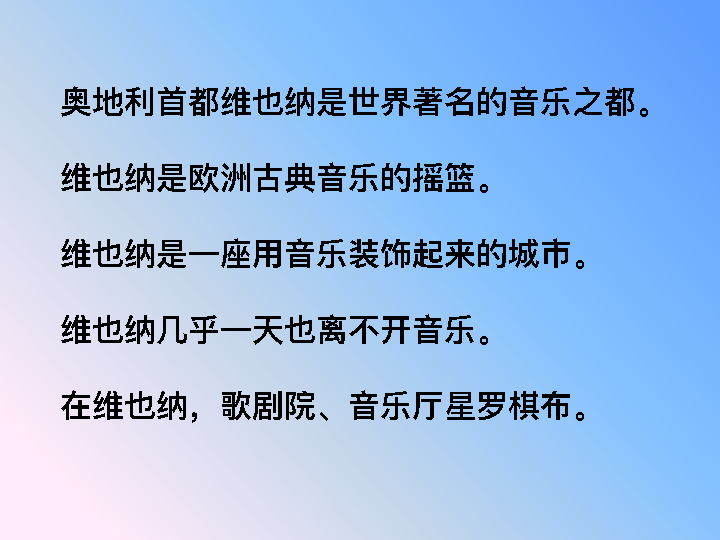 奥地利首都维也纳是世界著名的音乐之都。
维也纳是欧洲古典音乐的摇篮。
维也纳是一座用音乐装饰起来的城市。
维也纳几乎一天也离不开音乐。
在维也纳，歌剧院、音乐厅星罗棋布。